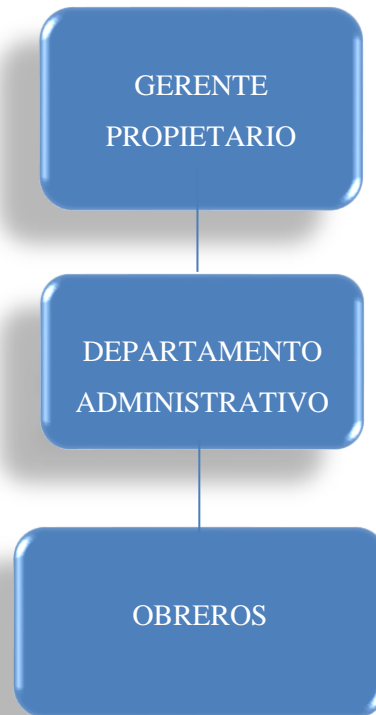 GERENTE
PROPIETARIO
DEPARTAMENTO
ADMINISTRATIVO
OBREROS